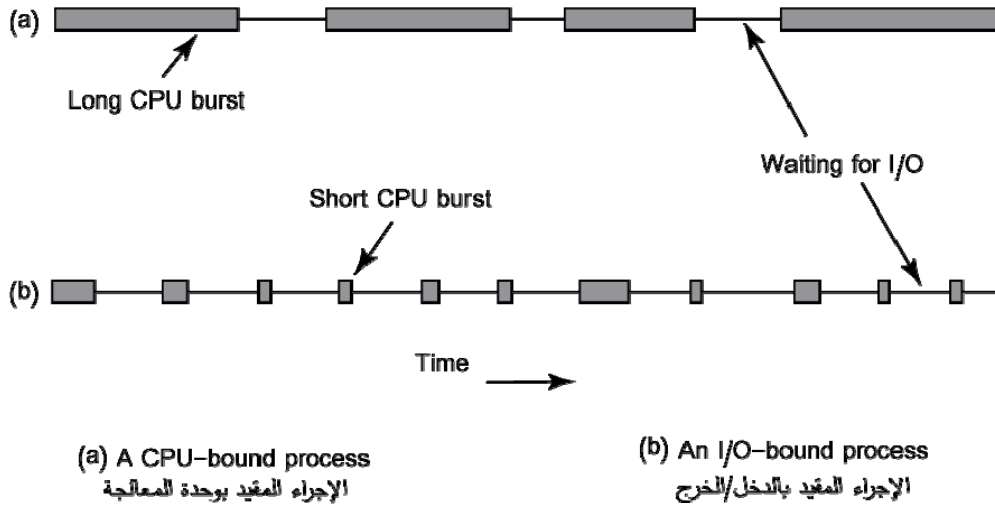 (a)
Long CPU burst
Waiting for I/O
Short CPU burst
(b)
Time
(a) A CPU-bound process
الإجراء المقيد بوحدة المعالجة
(b) An I/O-bound process
الإجراء المقيد بالدخل/الخرج